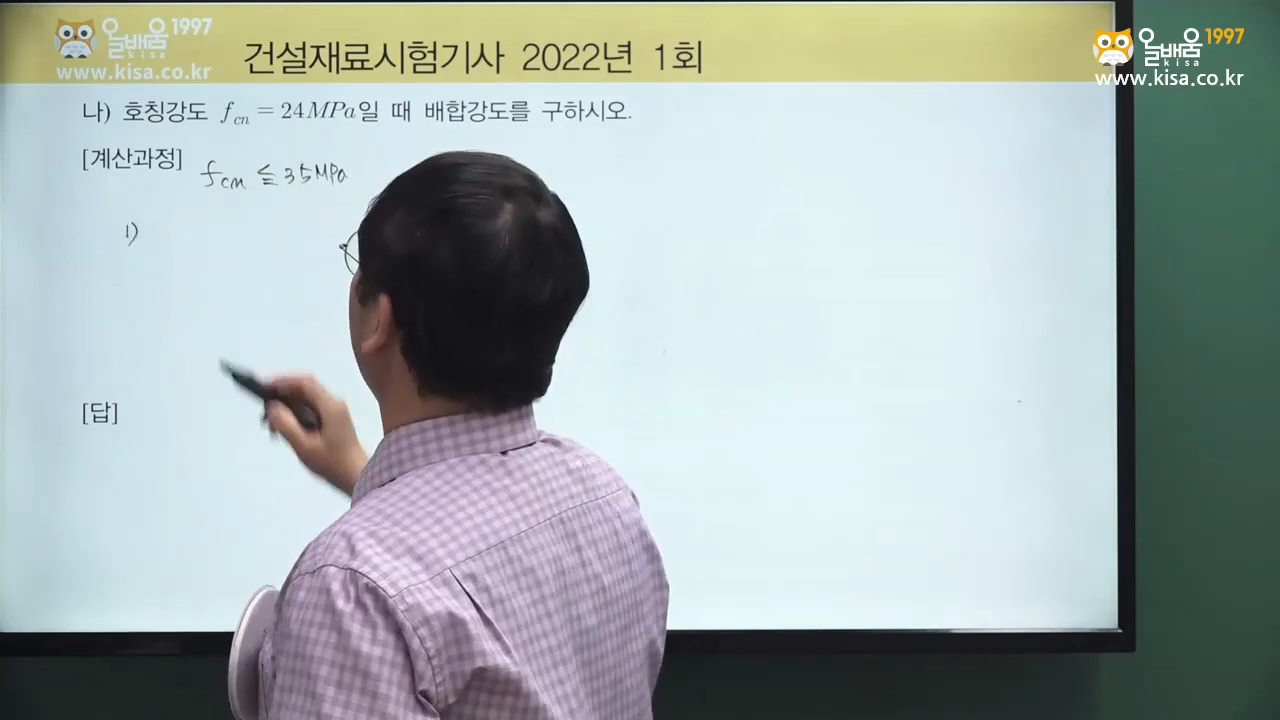 올배움 1997
kisa
www.kisa.co.kr
건설재료시험기사 2022년 1회
올배움 1997
kisa
www.kisa.co.kr
나) 호칭강도 f_cn = 24MPa일 때 배합강도를 구하시오.
[계산과정] fcn ≤ 35MPa
1)
[답]